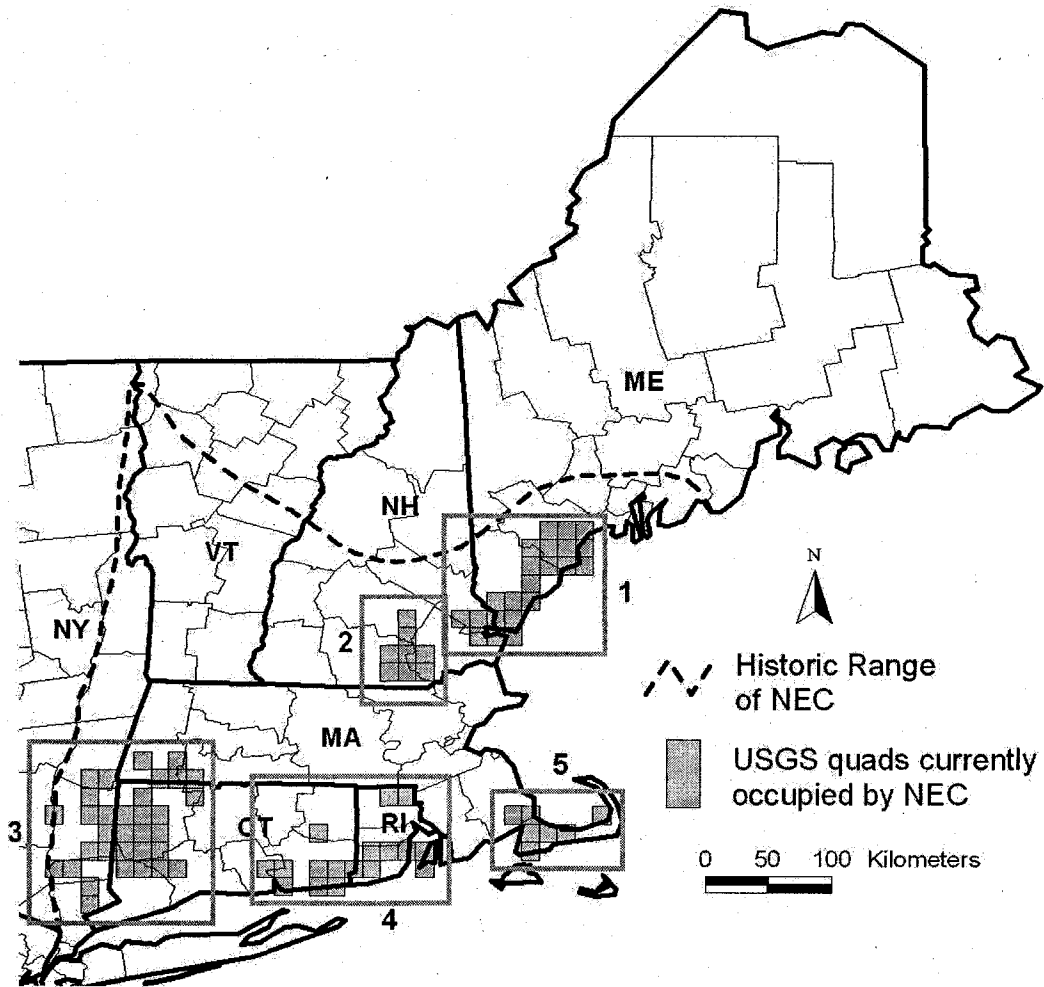 ME
NH
VT
NY
1
2
N
Historic Range
of NEC
MA
USGS quads currently
occupied by NEC
5
3
CT
RI
0 50 100 Kilometers
4